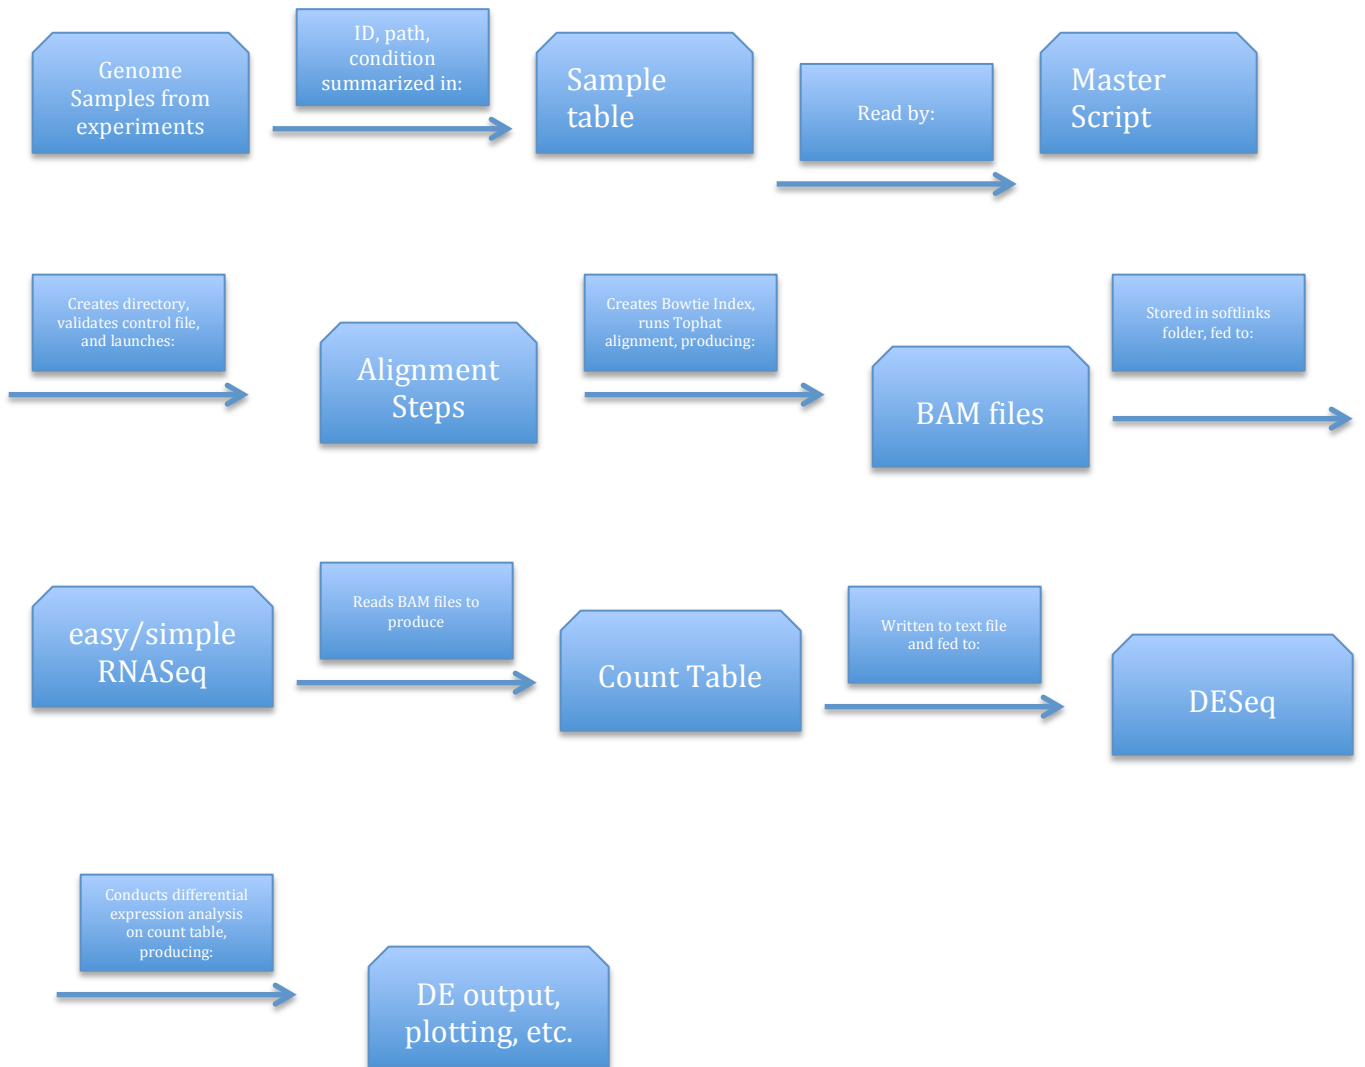 Genome
Samples from
experiments
ID, path,
condition
summarized in:
Sample
table
Read by:
Master
Script
Creates directory,
validates control file,
and launches:
Alignment
Steps
Creates Bowtie Index,
runs Tophat
alignment, producing:
BAM files
Stored in softlinks
folder, fed to:
easy/simple
RNASeq
Reads BAM files to
produce
Count Table
Written to text file
and fed to:
DESeq
Conducts differential
expression analysis
on count table,
producing:
DE output,
plotting, etc.